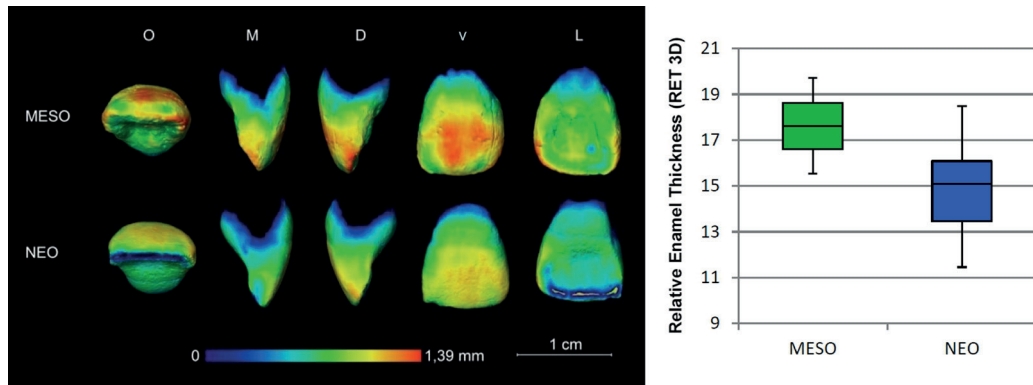 O M D v L
MESO
NEO
0 1,39 mm 1 cm
Relative Enamel Thickness (RET 3D)
21
19
17
15
13
11
9
MESO NEO